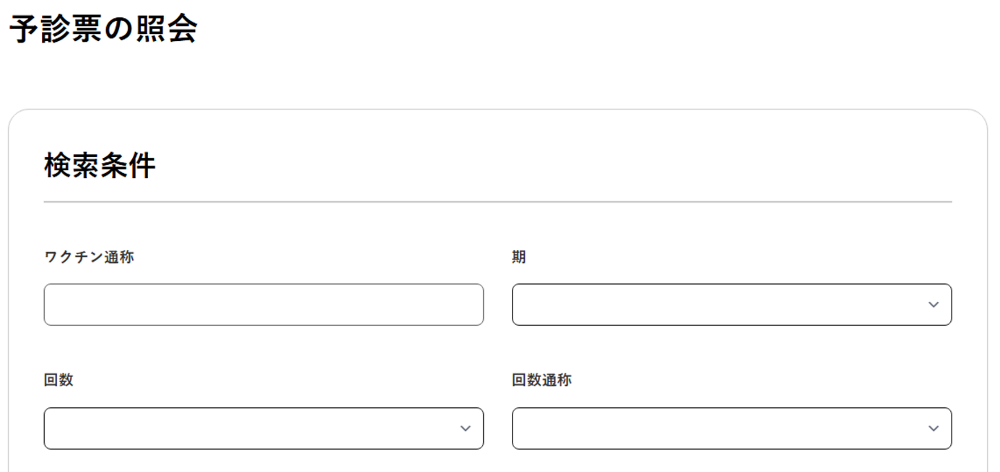 予診票の照会
検索条件
ワクチン通称
期
回数
回数通称